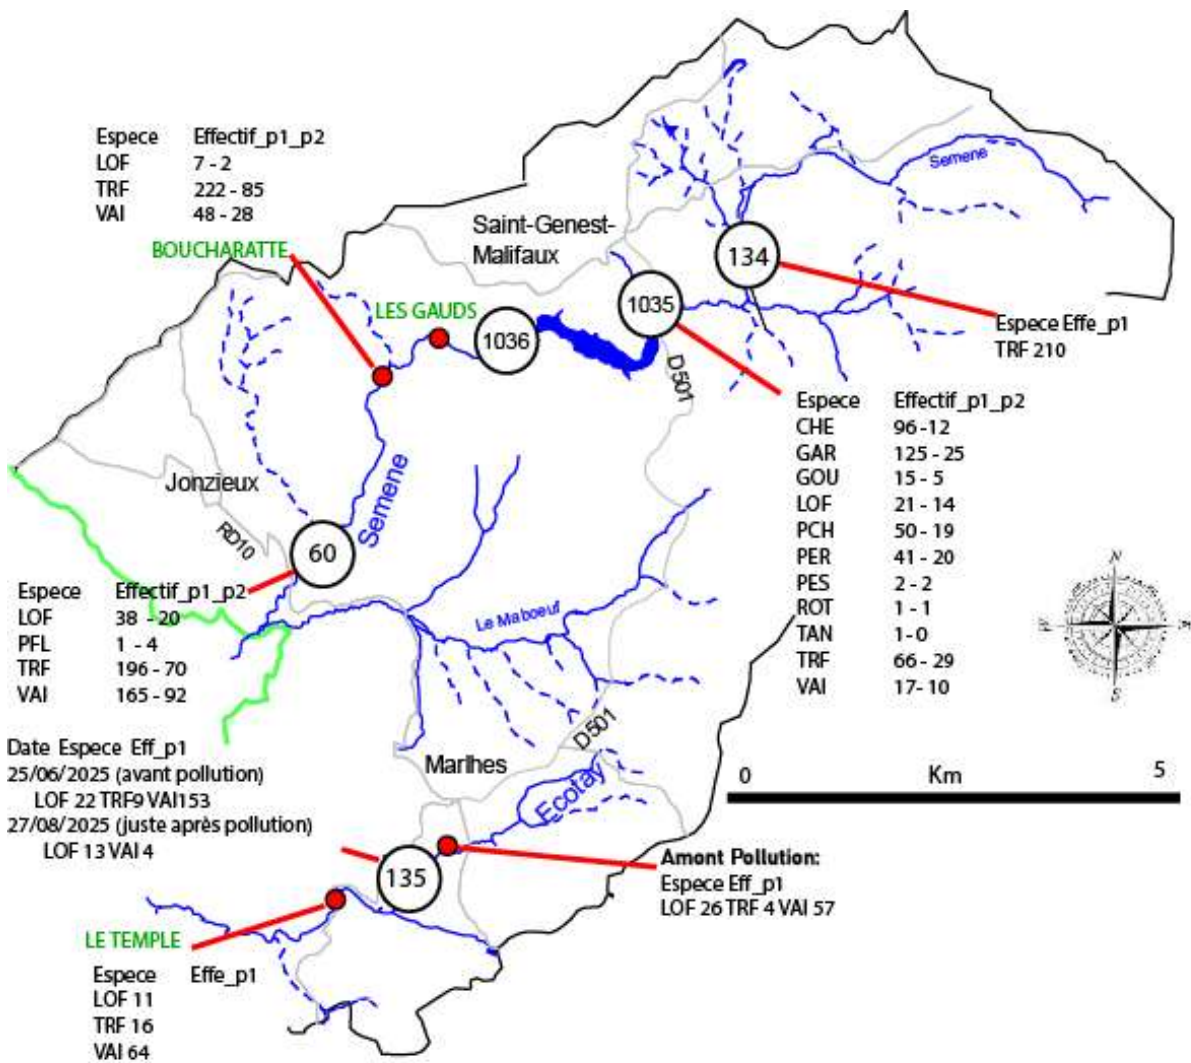 Espece Effectif_p1_p2
LOF 7 - 2
TRF 222 - 85
VAI 48 - 28
BOUCHARATTE
LES GAUDS
Saint-Genest-
Malifaux
Semene
134
1035
1036
D501
Espece Effe_p1
TRF 210
Espece Effectif_p1_p2
CHE 96 - 12
GAR 125 - 25
GOU 15 - 5
LOF 21 - 14
PCH 50 - 19
PER 41 - 20
PES 2 - 2
ROT 1 - 1
TAN 1 - 0
TRF 66 - 29
VAI 17- 10
Jonzieux
RD10
Semene
60
Espece Effectif_p1_p2
LOF 38 - 20
PFL 1 - 4
TRF 196 - 70
VAI 165 - 92
Le Maboeuf
N
S
D501
Marlhes
Ecotay
0 Km 5
Date Espece Eff_p1
25/06/2025 (avant pollution)
LOF 22 TRF9 VAI153
27/08/2025 (juste après pollution)
LOF 13 VAI 4
135
Amont Pollution:
Espece Eff_p1
LOF 26 TRF 4 VAI 57
LE TEMPLE
Espece Effe_p1
LOF 11
TRF 16
VAI 64